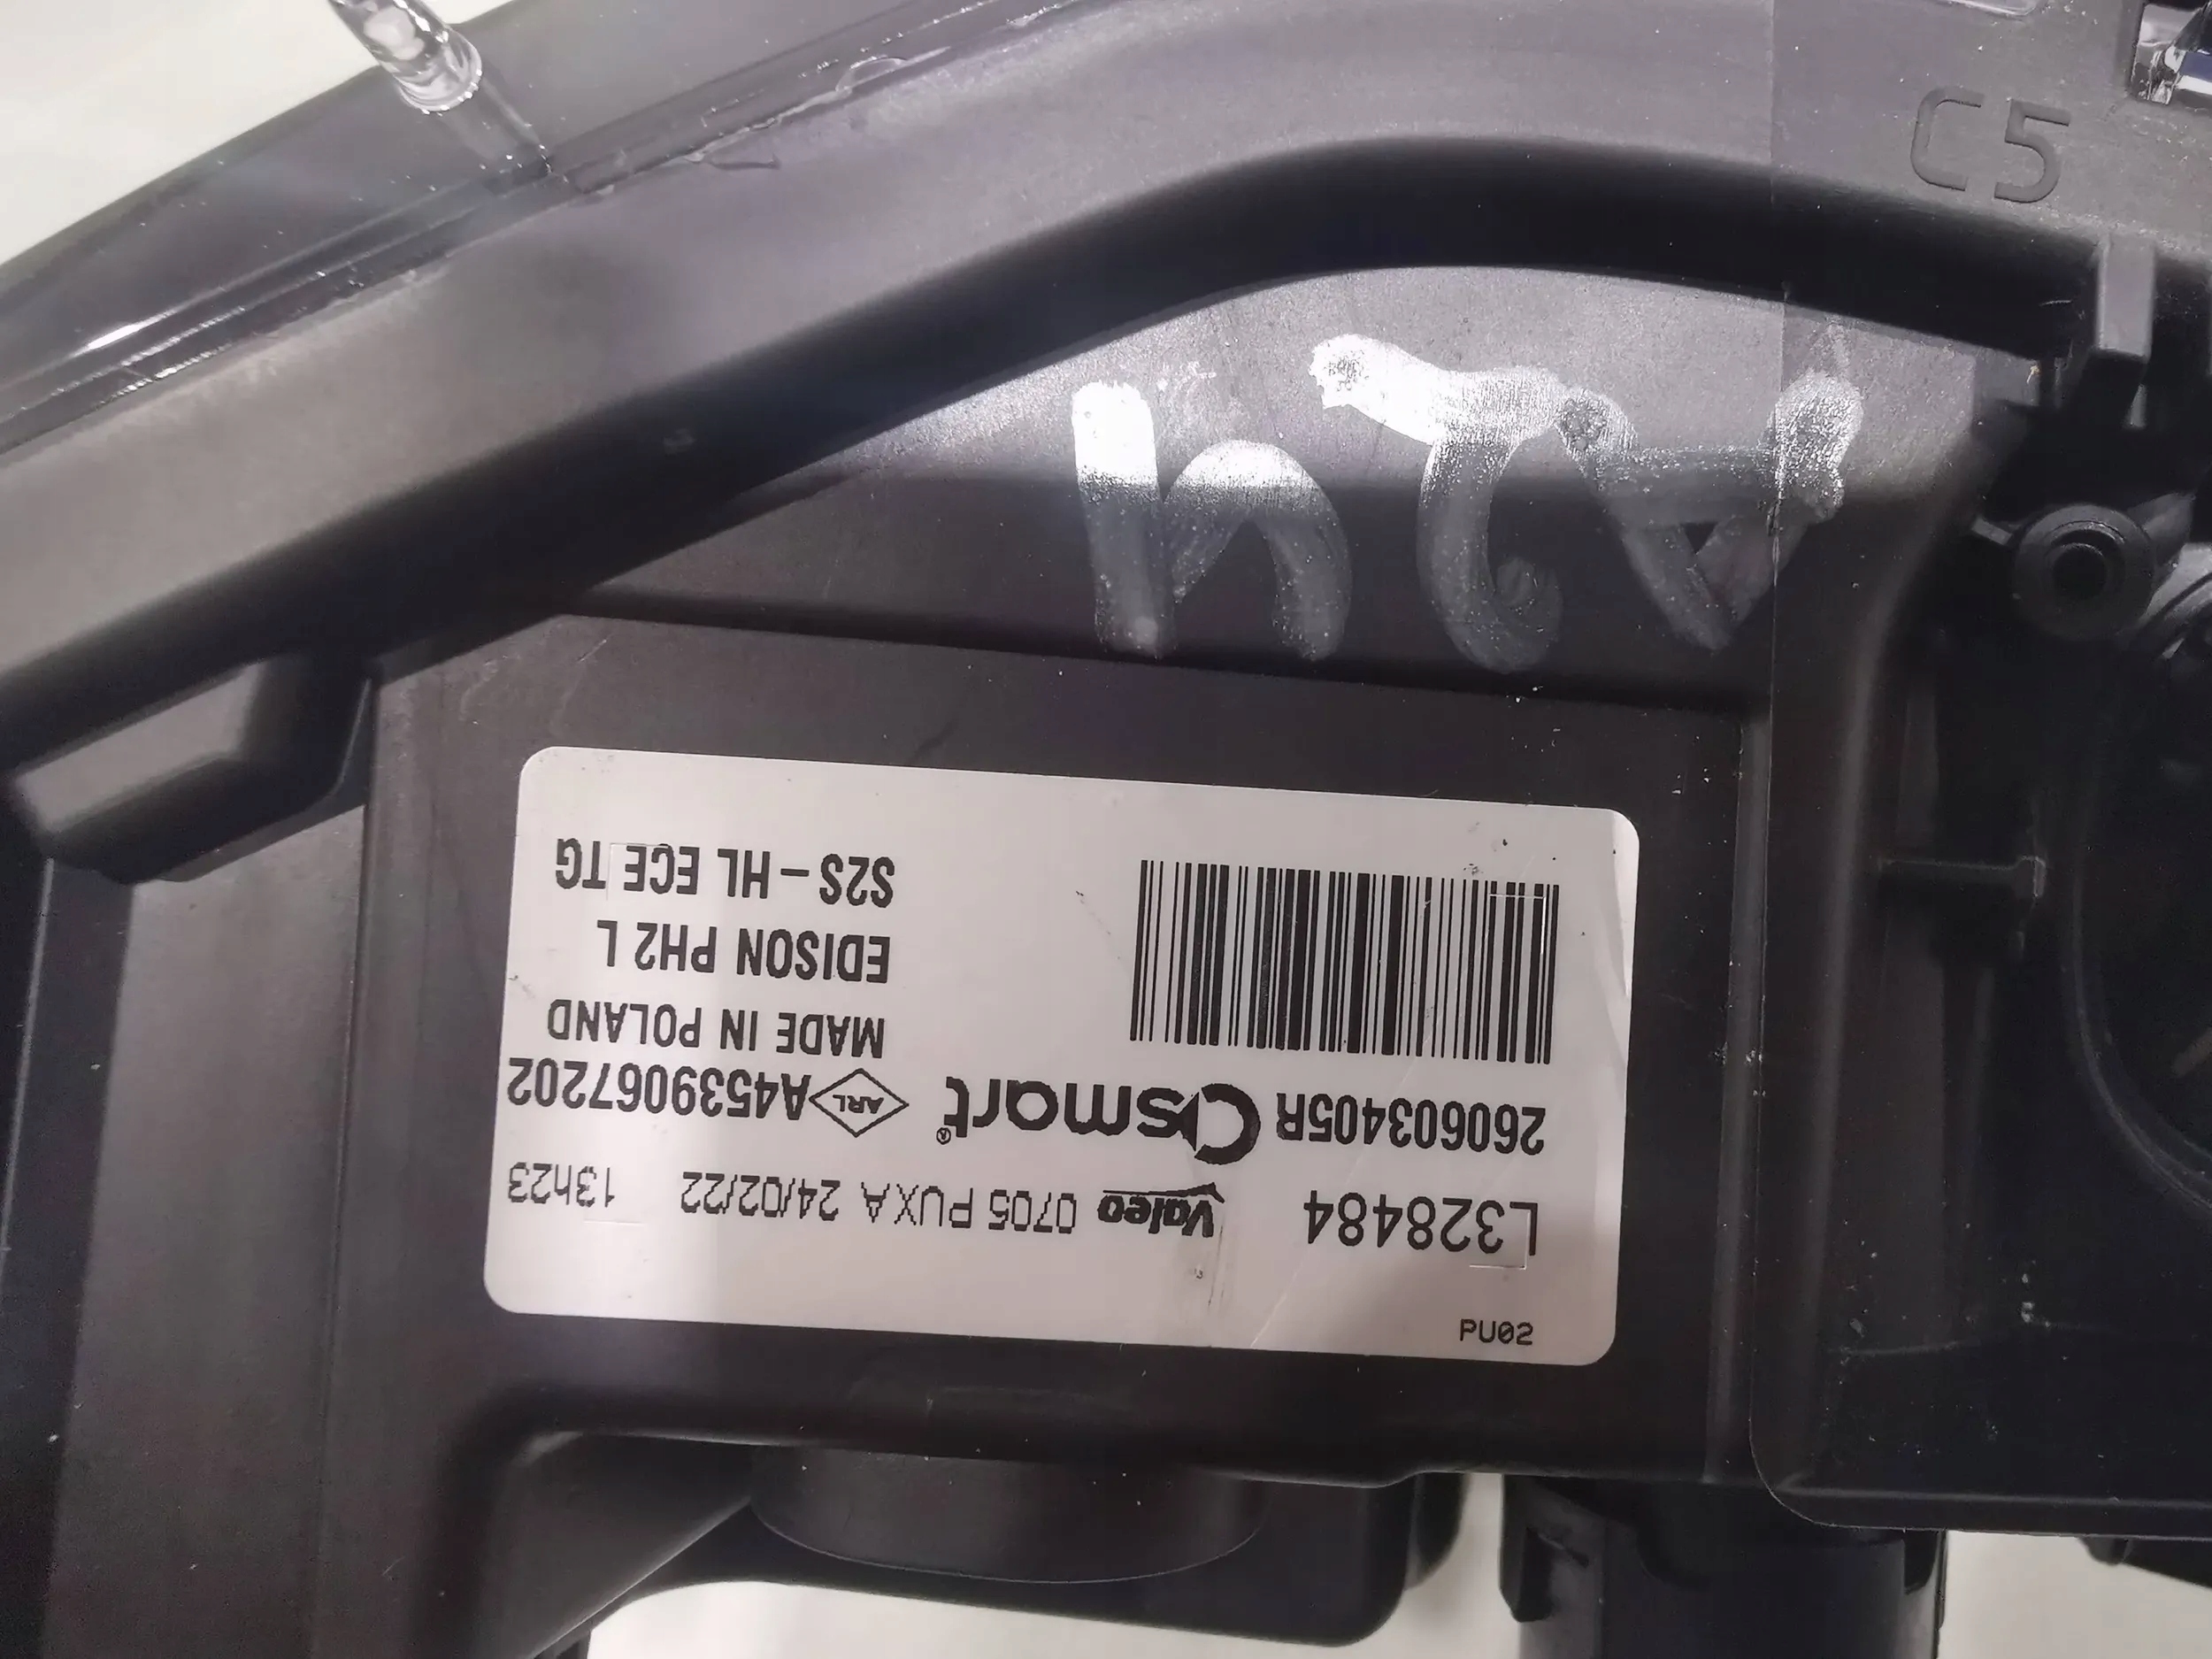 C5
PU02
L328484 Valeo 0705 PUXA 24/02/22 13h23
260603405R smart® ARL A4539067202
MADE IN POLAND
EDISON PH2 L
S2S-HL ECE TG